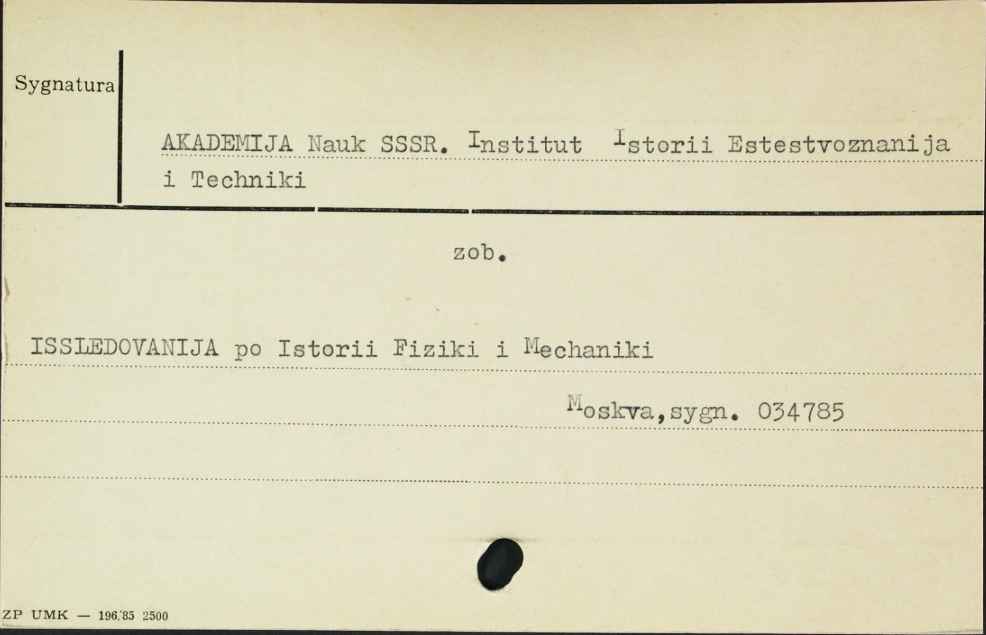 Sygnatura
AKADEMIJA Nauk SSSR. Institut Istorii Estestvoznanija
i Techniki
zob.
ISSLEDOVANIJA po Istorii Fiziki i Mechaniki
Moskva,sygn. 034785
ZP UMK — 196/85 2500